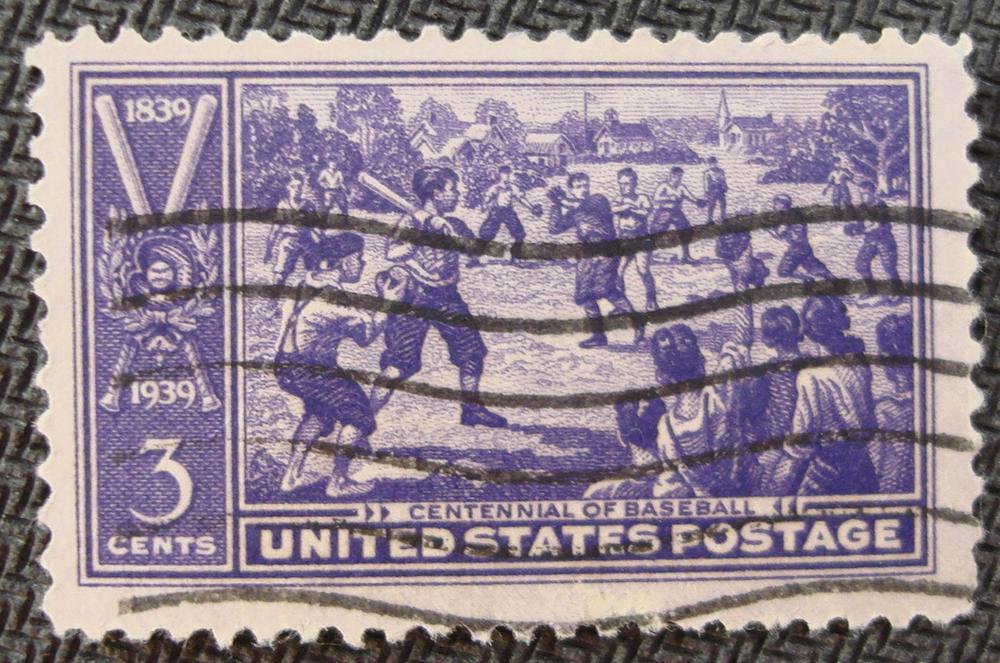 1839
1939
3
CENTS
CENTENNIAL OF BASEBALL
UNITED STATES POSTAGE